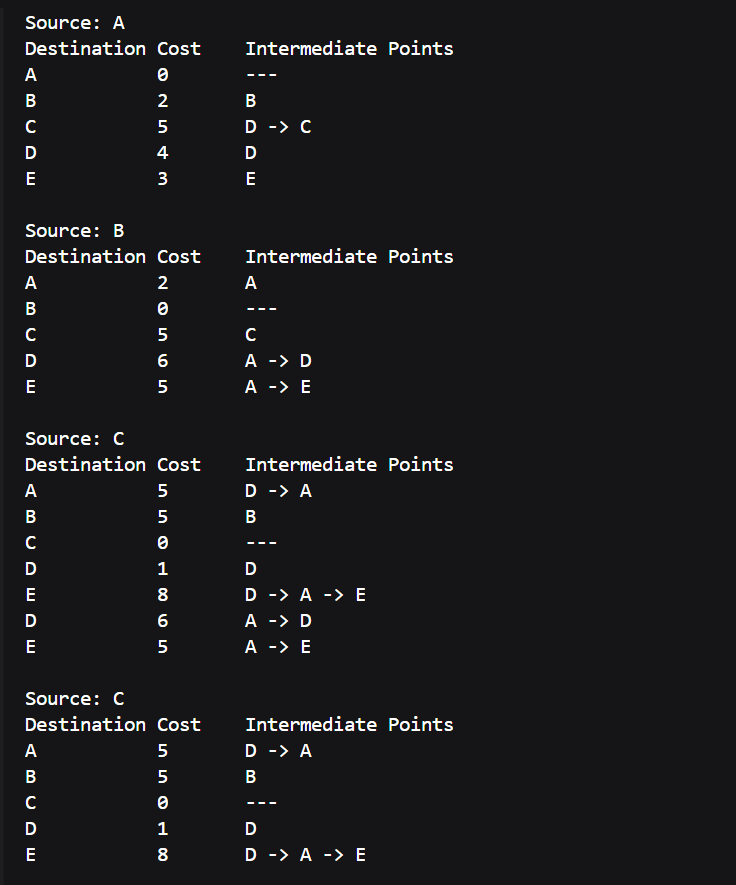 Source: A
Destination Cost    Intermediate Points
A           0       ---
B           2       B
C           5       D -> C
D           4       D
E           3       E

Source: B
Destination Cost    Intermediate Points
A           2       A
B           0       ---
C           5       C
D           6       A -> D
E           5       A -> E

Source: C
Destination Cost    Intermediate Points
A           5       D -> A
B           5       B
C           0       ---
D           1       D
E           8       D -> A -> E
D           6       A -> D
E           5       A -> E

Source: C
Destination Cost    Intermediate Points
A           5       D -> A
B           5       B
C           0       ---
D           1       D
E           8       D -> A -> E